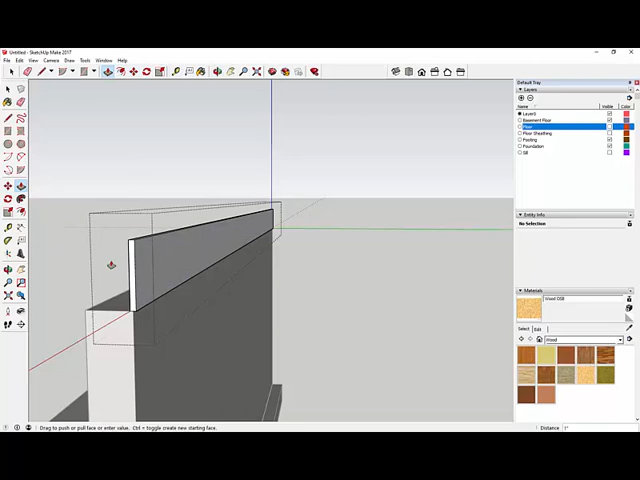 Untitled - SketchUp Make 2017
File Edit View Camera Draw Tools Window Help
Default Tray
Layers
Name Visible Color
Layer0
Basement Floor
Floor
Floor Sheathing
Footing
Foundation
Sill
Entity Info
No Selection
Materials
Wood OSB
Select Edit
Wood
Drag to push or pull face or enter value. Ctrl = toggle create new starting face.
Distance 1"